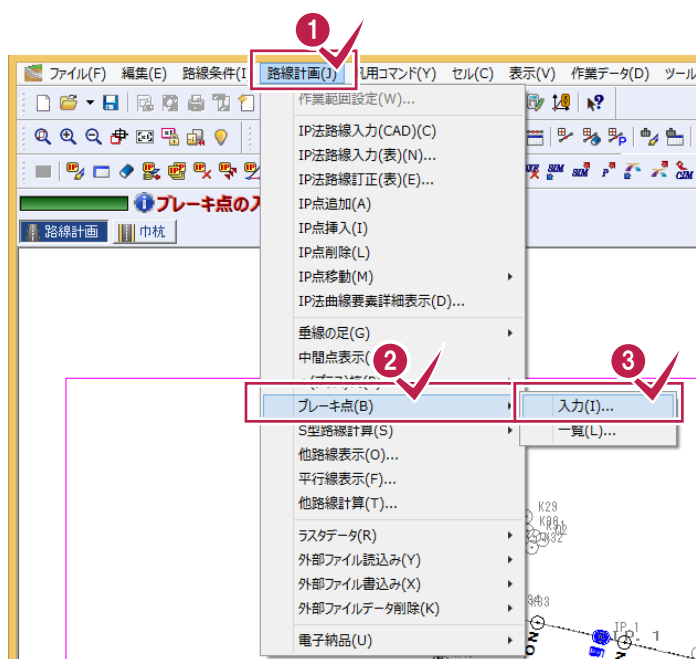 1
ファイル(F) 編集(E) 路線条件(I 路線計画(J) 用コマンド(Y) セル(C) 表示(V) 作業データ(D) ツール
ブレーキ点の入
路線計画 巾杭
作業範囲設定(W)...
IP法路線入力(CAD)(C)
IP法路線入力(表)(N)...
IP法路線訂正(表)(E)...
IP点追加(A)
IP点挿入(I)
IP点削除(L)
IP点移動(M)
IP法曲線要素詳細表示(D)...
垂線の足(G)
中間点表示(
2
3
ブレーキ点(B)
入力(I)...
S型路線計算(S)
一覧(L)...
他路線表示(O)...
平行線表示(F)...
他路線計算(T)...
ラスタデータ(R)
外部ファイル読込み(Y)
外部ファイル書込み(X)
外部ファイルデータ削除(K)
電子納品(U)
K29
IP.1